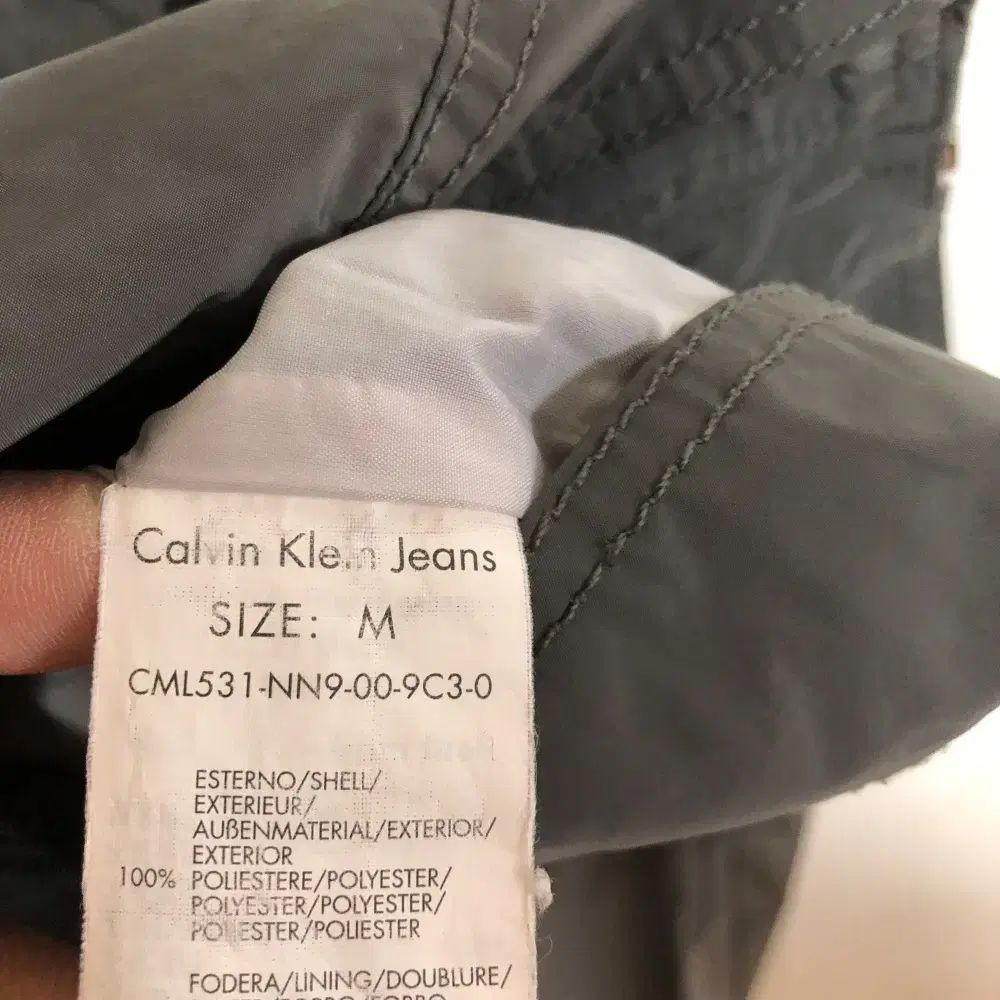 Calvin Klein Jeans
SIZE: M
CML531-NN9-00-9C3-0
ESTERNO/SHELL/
EXTERIEUR/
AUßENMATERIAL/EXTERIOR/
EXTERIOR
100% POLIESTERE/POLYESTER/
POLYESTER/POLYESTER/
POLIESTER/POLIESTER
FODERA/LINING/DOUBLURE/